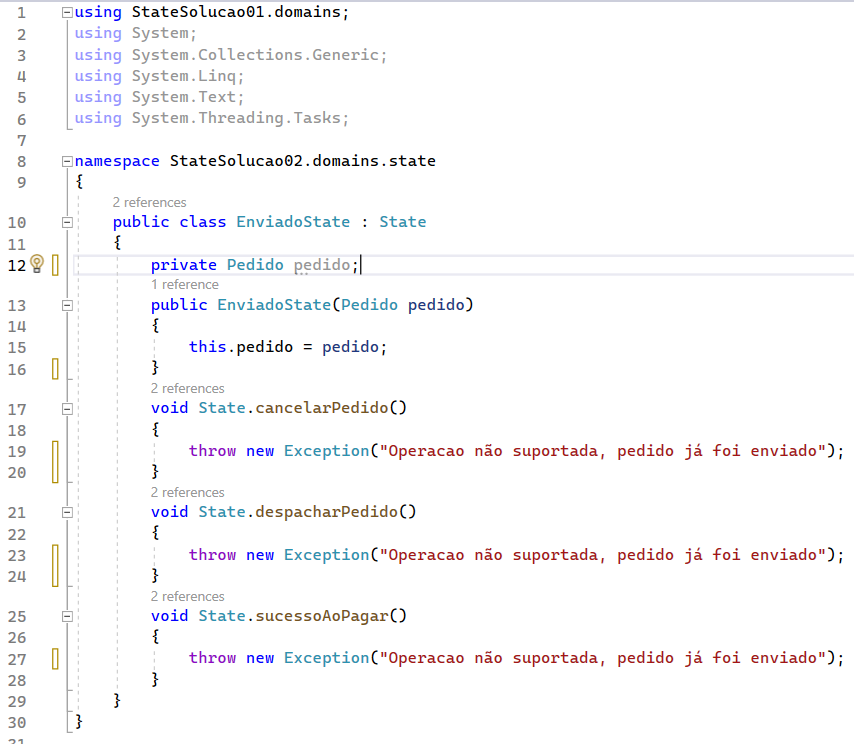 1 using StateSolucao01.domains;
2 using System;
3 using System.Collections.Generic;
4 using System.Linq;
5 using System.Text;
6 using System.Threading.Tasks;
7
8 namespace StateSolucao02.domains.state
9 {
2 references
10 public class EnviadoState : State
11 {
12 private Pedido pedido;
1 reference
13 public EnviadoState(Pedido pedido)
14 {
15 this.pedido = pedido;
16 }
2 references
17 void State.cancelarPedido()
18 {
19 throw new Exception("Operacao não suportada, pedido já foi enviado");
20 }
2 references
21 void State.despacharPedido()
22 {
23 throw new Exception("Operacao não suportada, pedido já foi enviado");
24 }
2 references
25 void State.sucessoAoPagar()
26 {
27 throw new Exception("Operacao não suportada, pedido já foi enviado");
28 }
29 }
30 }
31